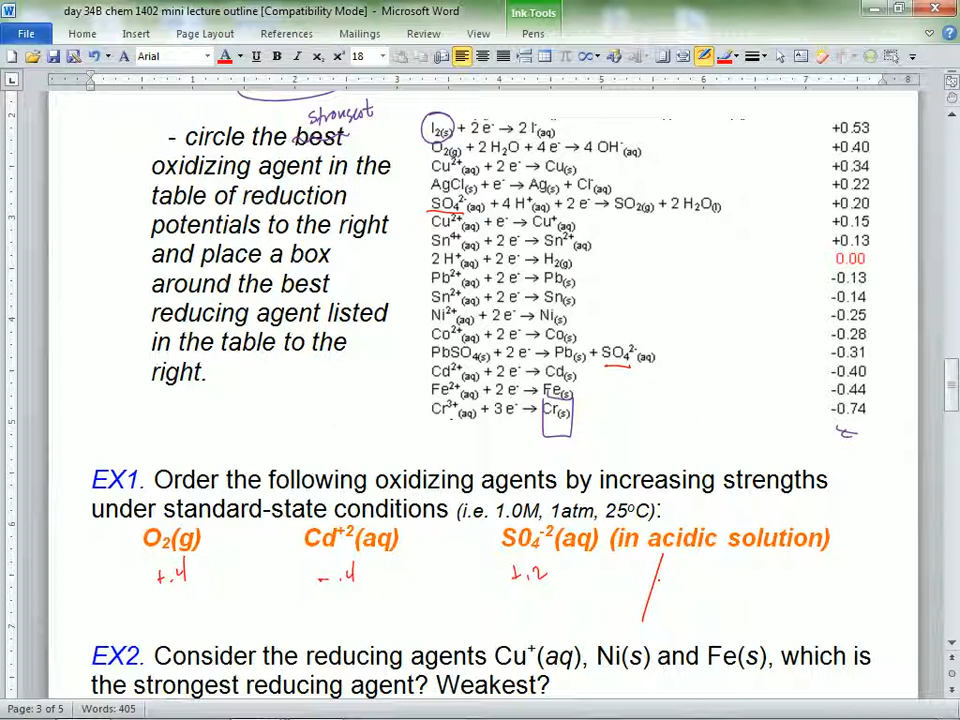 day 34B chem 1402 mini lecture outline [Compatibility Mode] - Microsoft Word
Ink Tools
File Home Insert Page Layout References Mailings Review View Pens
Arial 18
1 2 3 4 5 6 7 8
strongest
- circle the best
oxidizing agent in the
table of reduction
potentials to the right
and place a box
around the best
reducing agent listed
in the table to the
right.
I₂(s) + 2 e⁻ → 2 I⁻(aq) +0.53
O₂(g) + 2 H₂O + 4 e⁻ → 4 OH⁻(aq) +0.40
Cu²⁺(aq) + 2 e⁻ → Cu(s) +0.34
AgCl(s) + e⁻ → Ag(s) + Cl⁻(aq) +0.22
SO₄²⁻(aq) + 4 H⁺(aq) + 2 e⁻ → SO₂(g) + 2 H₂O(l) +0.20
Cu²⁺(aq) + e⁻ → Cu⁺(aq) +0.15
Sn⁴⁺(aq) + 2 e⁻ → Sn²⁺(aq) +0.13
2 H⁺(aq) + 2 e⁻ → H₂(g) 0.00
Pb²⁺(aq) + 2 e⁻ → Pb(s) -0.13
Sn²⁺(aq) + 2 e⁻ → Sn(s) -0.14
Ni²⁺(aq) + 2 e⁻ → Ni(s) -0.25
Co²⁺(aq) + 2 e⁻ → Co(s) -0.28
PbSO₄(s) + 2 e⁻ → Pb(s) + SO₄²⁻(aq) -0.31
Cd²⁺(aq) + 2 e⁻ → Cd(s) -0.40
Fe²⁺(aq) + 2 e⁻ → Fe(s) -0.44
Cr³⁺(aq) + 3 e⁻ → Cr(s) -0.74
EX1. Order the following oxidizing agents by increasing strengths
under standard-state conditions (i.e. 1.0M, 1atm, 25°C):
O₂(g) Cd⁺²(aq) S0₄⁻²(aq) (in acidic solution)
+.4 -.4 +.2
EX2. Consider the reducing agents Cu⁺(aq), Ni(s) and Fe(s), which is
the strongest reducing agent? Weakest?
Page: 3 of 5 Words: 405